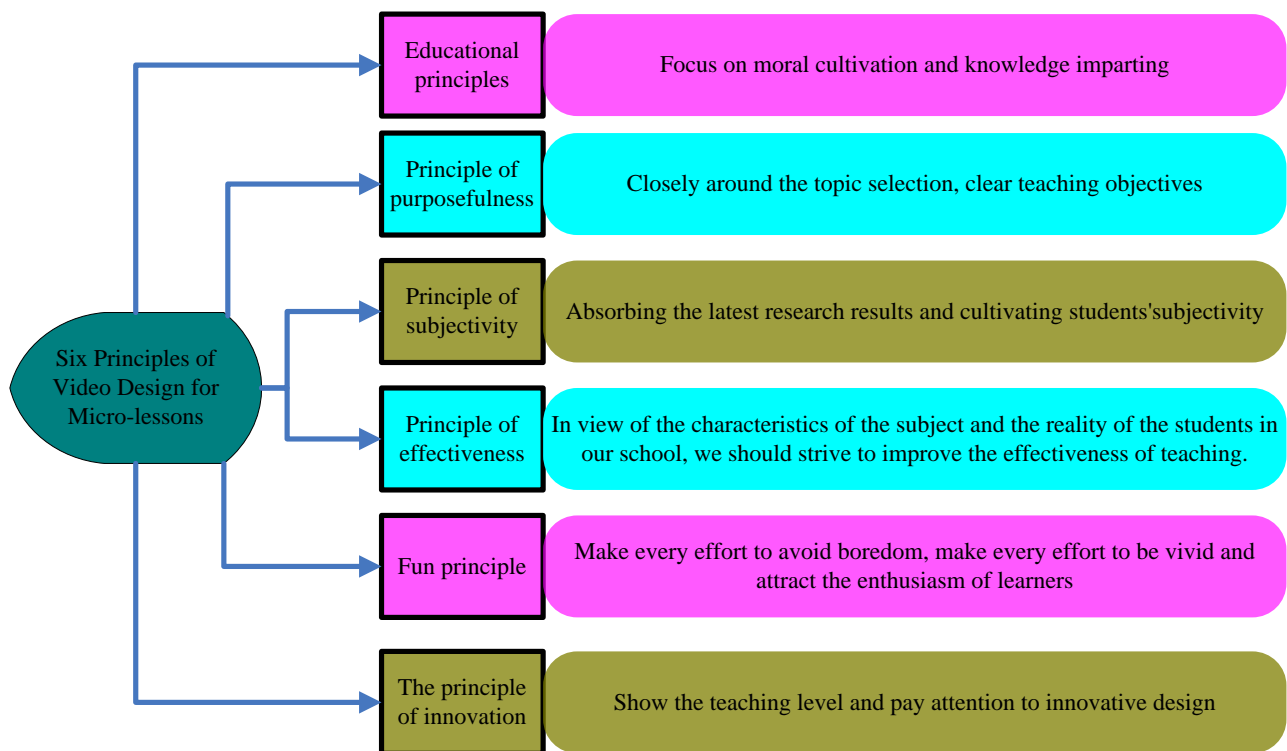 Six Principles of
Video Design for
Micro-lessons
Educational
principles
Focus on moral cultivation and knowledge imparting
Principle of
purposefulness
Closely around the topic selection, clear teaching objectives
Principle of
subjectivity
Absorbing the latest research results and cultivating students'subjectivity
Principle of
effectiveness
In view of the characteristics of the subject and the reality of the students in
our school, we should strive to improve the effectiveness of teaching.
Fun principle
Make every effort to avoid boredom, make every effort to be vivid and
attract the enthusiasm of learners
The principle
of innovation
Show the teaching level and pay attention to innovative design